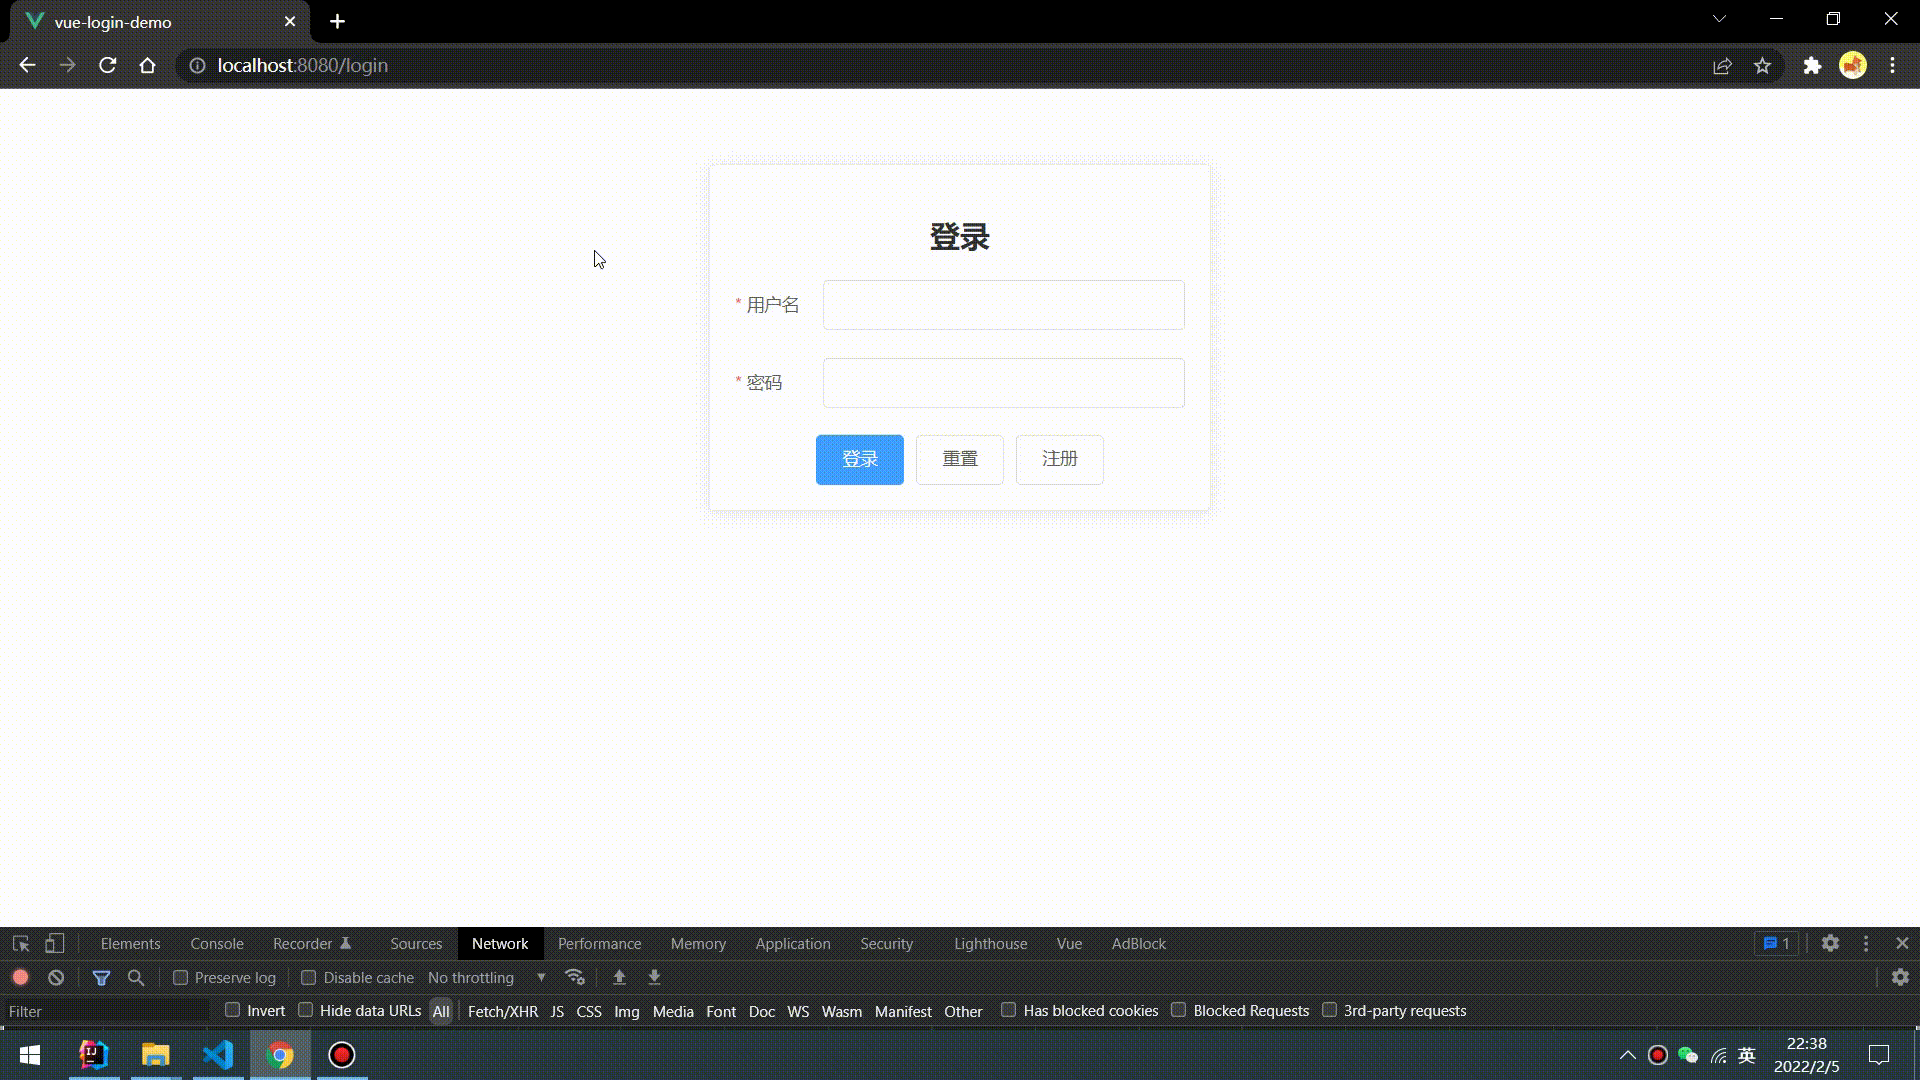 vue-login-demo
localhost:8080/login
登录
* 用户名
* 密码
登录 重置 注册
Elements Console Recorder Sources Network Performance Memory Application Security Lighthouse Vue AdBlock 1
Preserve log Disable cache No throttling
Filter Invert Hide data URLs All Fetch/XHR JS CSS Img Media Font Doc WS Wasm Manifest Other Has blocked cookies Blocked Requests 3rd-party requests
IJ
英
22:38
2022/2/5